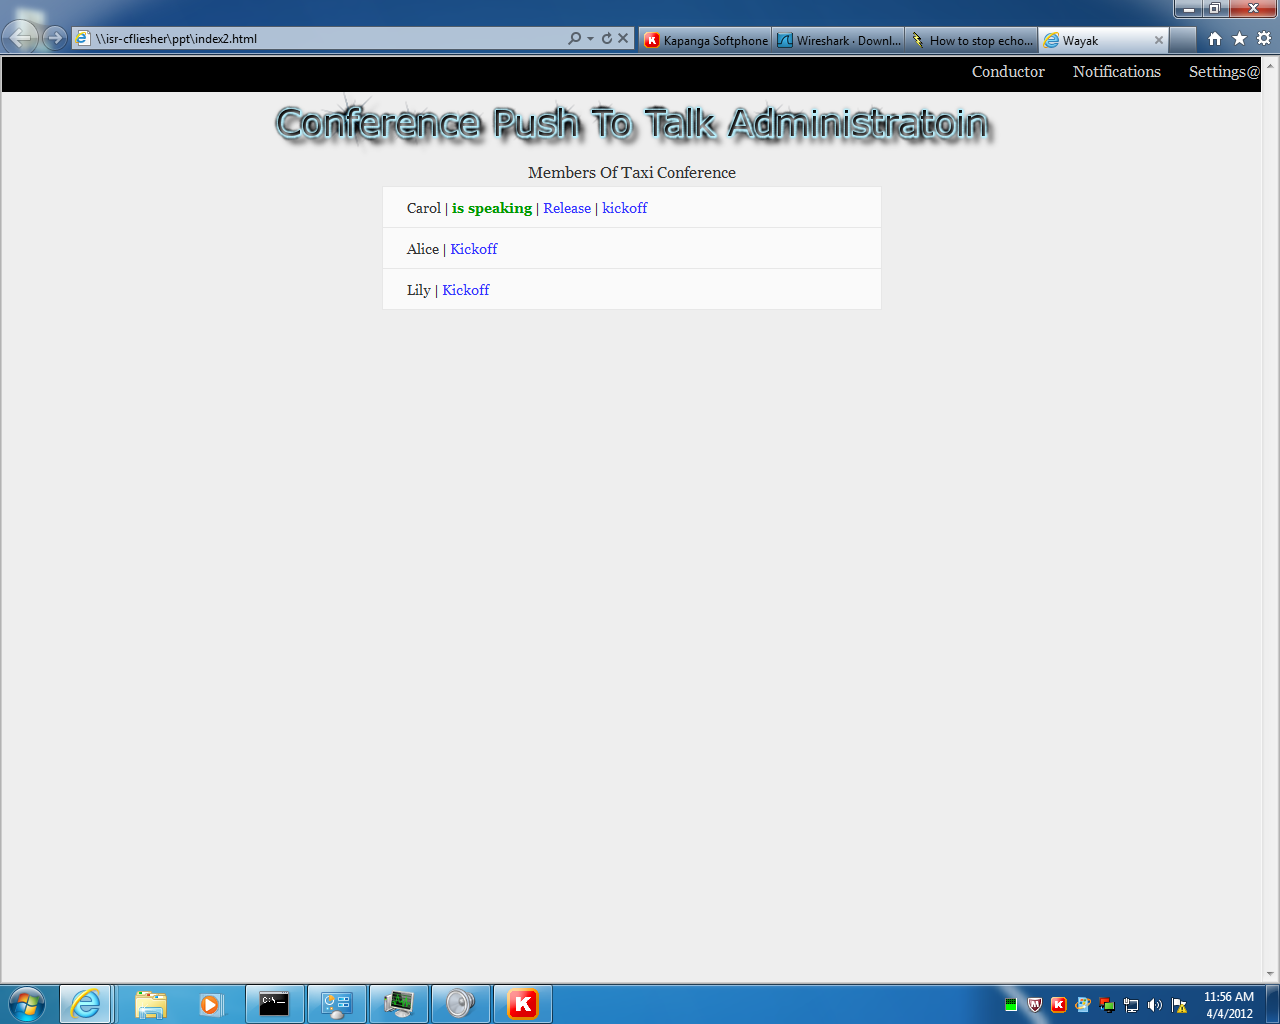 \\isr-cfliesher\ppt\index2.html
Kapanga Softphone
Wireshark · Downl...
How to stop echo...
Wayak
Conductor Notifications Settings@
Conference Push To Talk Administratoin
Members Of Taxi Conference
Carol | is speaking | Release | kickoff
Alice | Kickoff
Lily | Kickoff
11:56 AM
4/4/2012